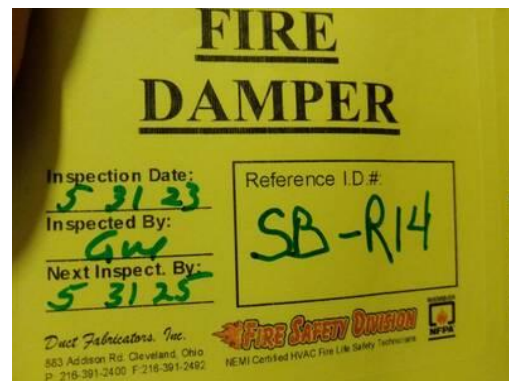 FIRE
DAMPER
Inspection Date:
5 31 23
Inspected By:
GW
Next Inspect. By:
5 31 25
Reference I.D.#:
SB-R14
Duct Fabricators, Inc.
883 Addison Rd. Cleveland, Ohio
P: 216-391-2400 F:216-391-2492
FIRE SAFETY DIVISION
NEMI Certified HVAC Fire Life Safety Technicians
NFPA